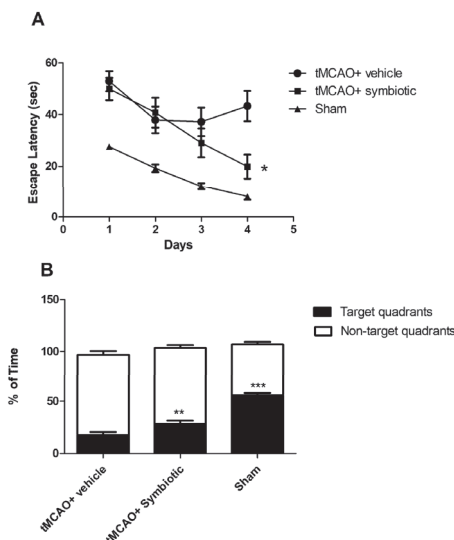 A
60
40
20
0
Escape Latency (sec)
0 1 2 3 4 5
Days
tMCAO+ vehicle
tMCAO+ symbiotic
Sham
*
B
150
100
50
0
% of Time
**
***
tMCAO+ vehicle
tMCAO+ Symbiotic
Sham
Target quadrants
Non-target quadrants